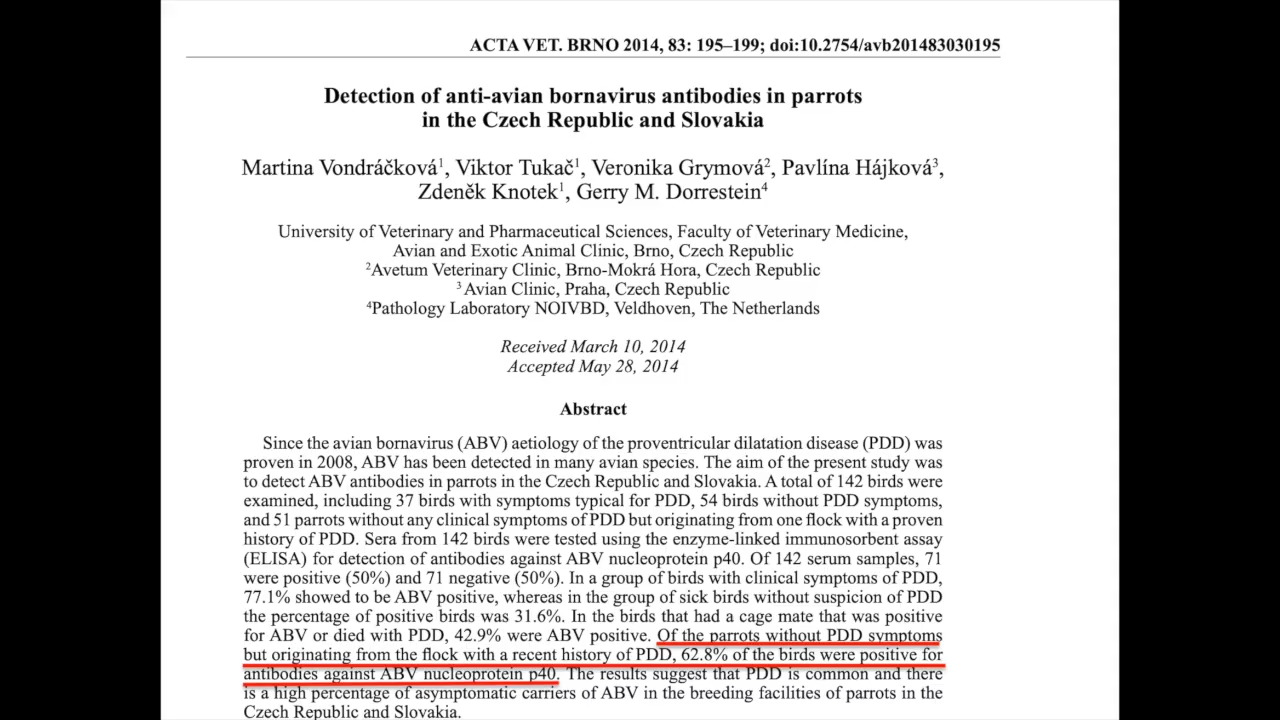 ACTA VET. BRNO 2014, 83: 195–199; doi:10.2754/avb201483030195
Detection of anti-avian bornavirus antibodies in parrots
in the Czech Republic and Slovakia
Martina Vondráčková¹, Viktor Tukač¹, Veronika Grymová², Pavlína Hájková³,
Zdeněk Knotek¹, Gerry M. Dorrestein⁴
University of Veterinary and Pharmaceutical Sciences, Faculty of Veterinary Medicine,
Avian and Exotic Animal Clinic, Brno, Czech Republic
²Avetum Veterinary Clinic, Brno-Mokrá Hora, Czech Republic
³Avian Clinic, Praha, Czech Republic
⁴Pathology Laboratory NOIVBD, Veldhoven, The Netherlands
Received March 10, 2014
Accepted May 28, 2014
Abstract
Since the avian bornavirus (ABV) aetiology of the proventricular dilatation disease (PDD) was
proven in 2008, ABV has been detected in many avian species. The aim of the present study was
to detect ABV antibodies in parrots in the Czech Republic and Slovakia. A total of 142 birds were
examined, including 37 birds with symptoms typical for PDD, 54 birds without PDD symptoms,
and 51 parrots without any clinical symptoms of PDD but originating from one flock with a proven
history of PDD. Sera from 142 birds were tested using the enzyme-linked immunosorbent assay
(ELISA) for detection of antibodies against ABV nucleoprotein p40. Of 142 serum samples, 71
were positive (50%) and 71 negative (50%). In a group of birds with clinical symptoms of PDD,
77.1% showed to be ABV positive, whereas in the group of sick birds without suspicion of PDD
the percentage of positive birds was 31.6%. In the birds that had a cage mate that was positive
for ABV or died with PDD, 42.9% were ABV positive. Of the parrots without PDD symptoms
but originating from the flock with a recent history of PDD, 62.8% of the birds were positive for
antibodies against ABV nucleoprotein p40. The results suggest that PDD is common and there
is a high percentage of asymptomatic carriers of ABV in the breeding facilities of parrots in the
Czech Republic and Slovakia.